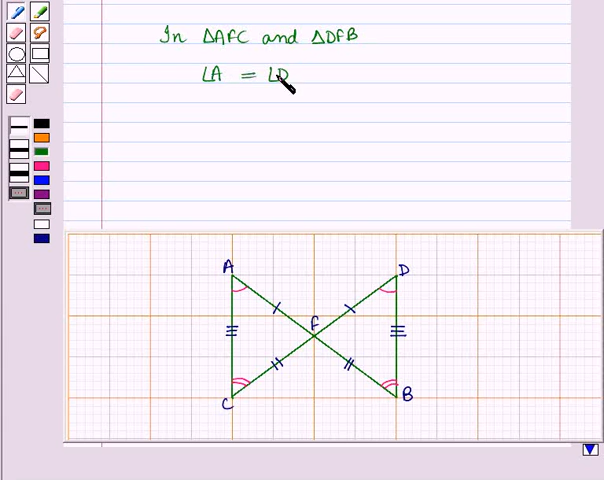 In ΔAFC and ΔDFB
∠A = ∠D
A
D
F
C
B